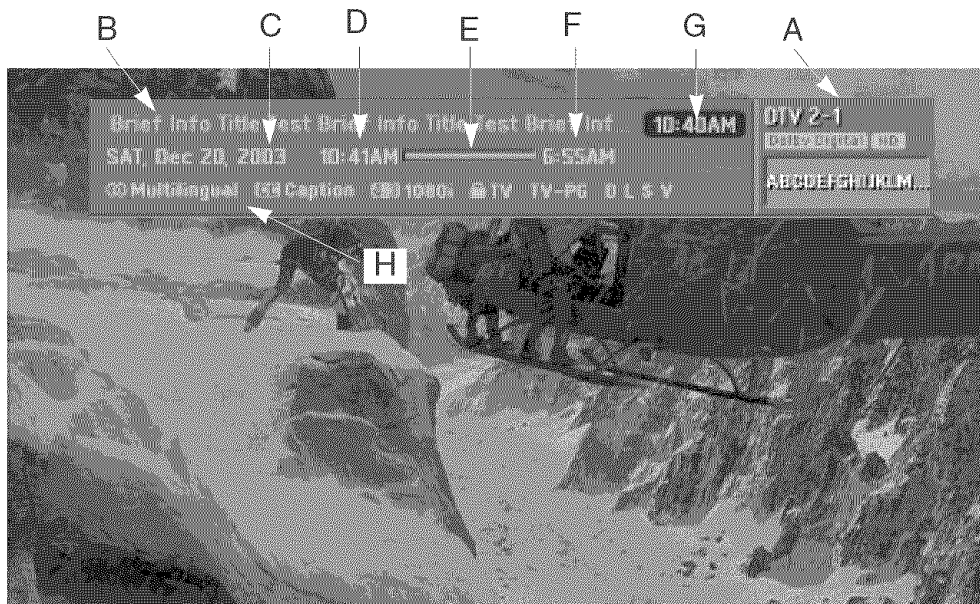 B C D E F G A
Brief Info Title Test Brief Info Title Test Brief Inf...
10:40AM
DTV 2-1
SAT, Dec 20, 2003 10:41AM 6:55AM
Multilingual CC Caption 1080i TV TV-PG D L S V
ABCDEFGHIJKLM...
H